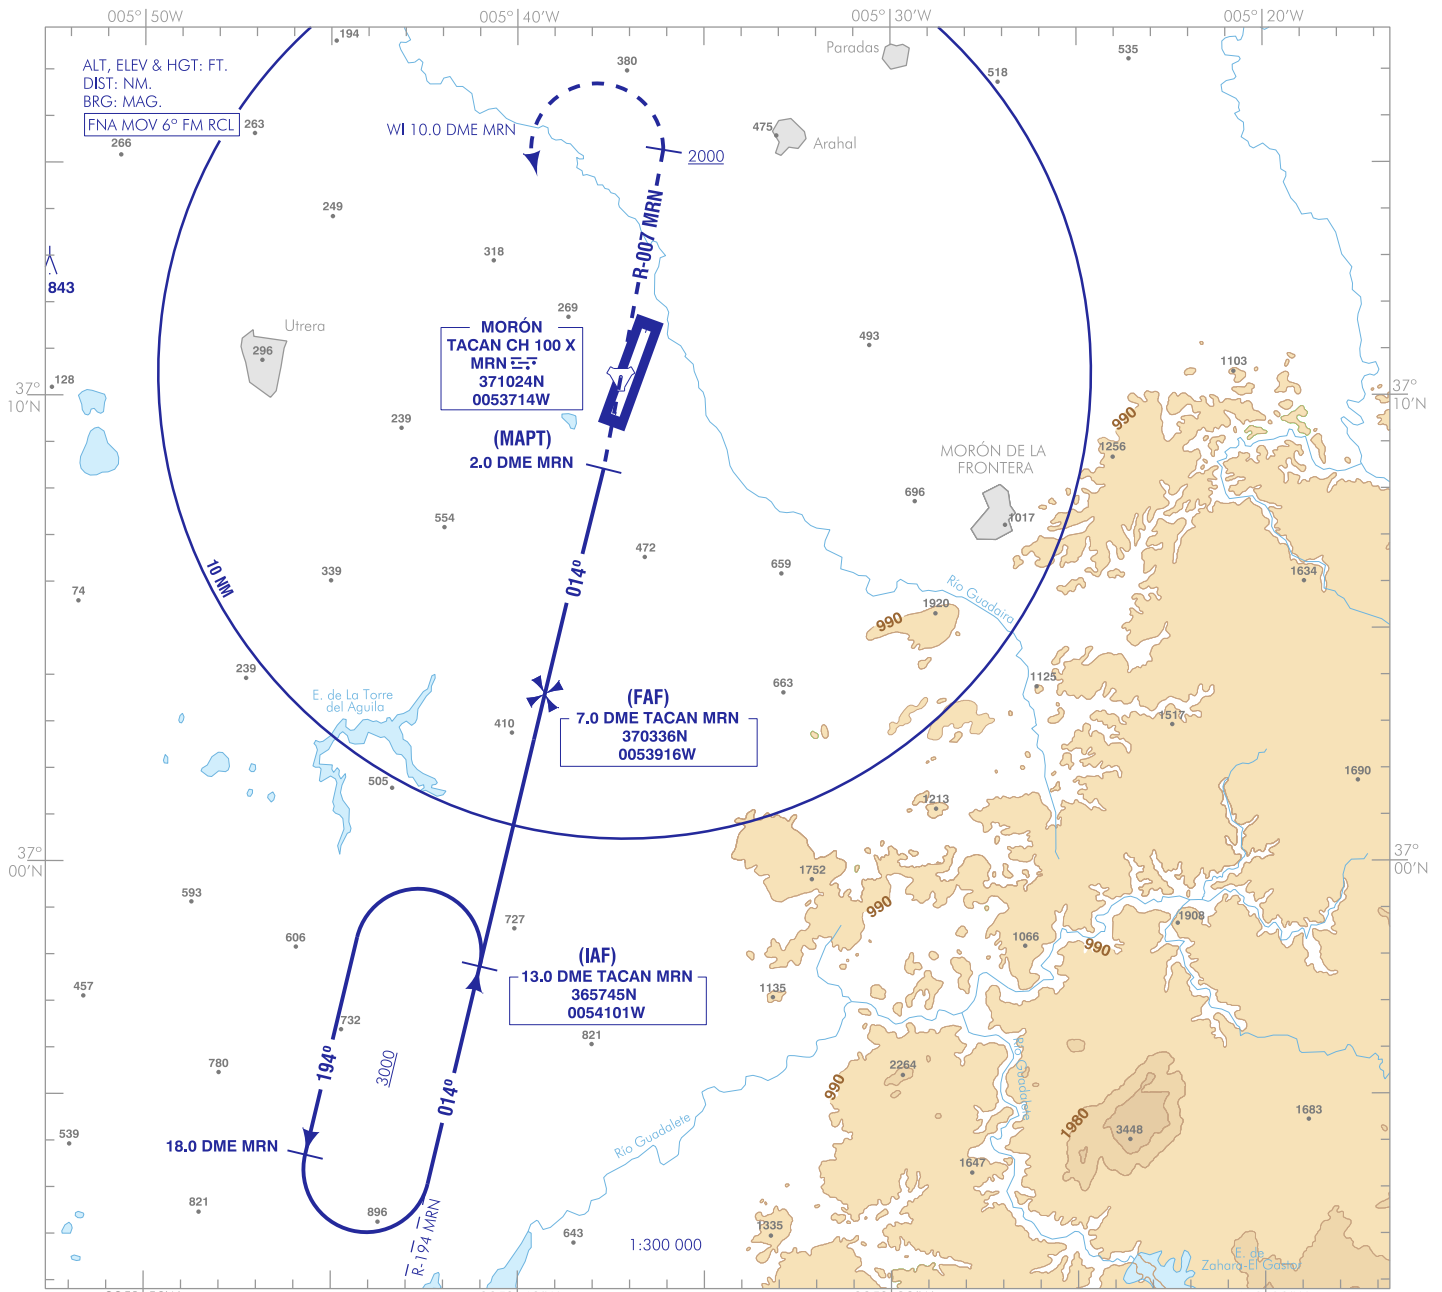 005° 50'W
005° 40'W
005° 30'W
005° 20'W
194
ALT, ELEV & HGT: FT.
DIST: NM.
BRG: MAG.
FNA MOV 6° FM RCL
263
266
380
WI 10.0 DME MRN
2000
Paradas
518
535
475
Arahal
249
318
R-007 MRN
843
269
Utrera
296
MORÓN
TACAN CH 100 X
MRN
371024N
0053714W
493
1103
128
37°
10'N
37°
10'N
239
(MAPT)
2.0 DME MRN
990
1256
MORÓN DE LA
FRONTERA
696
1017
554
472
659
014°
339
74
10 NM
1634
Río Guadaira
1920
990
239
E. de La Torre
del Aguila
663
1125
(FAF)
7.0 DME TACAN MRN
370336N
0053916W
410
1517
505
1690
1213
37°
00'N
37°
00'N
1752
593
990
606
727
1908
1066
990
(IAF)
13.0 DME TACAN MRN
365745N
0054101W
457
1135
732
821
780
194°
3000
014°
990
2264
Río Guadalete
1683
1980
3448
539
18.0 DME MRN
Río Guadalete
1647
821
896
R-194 MRN
643
1:300 000
1335
E. de
Zahara-El Gastor